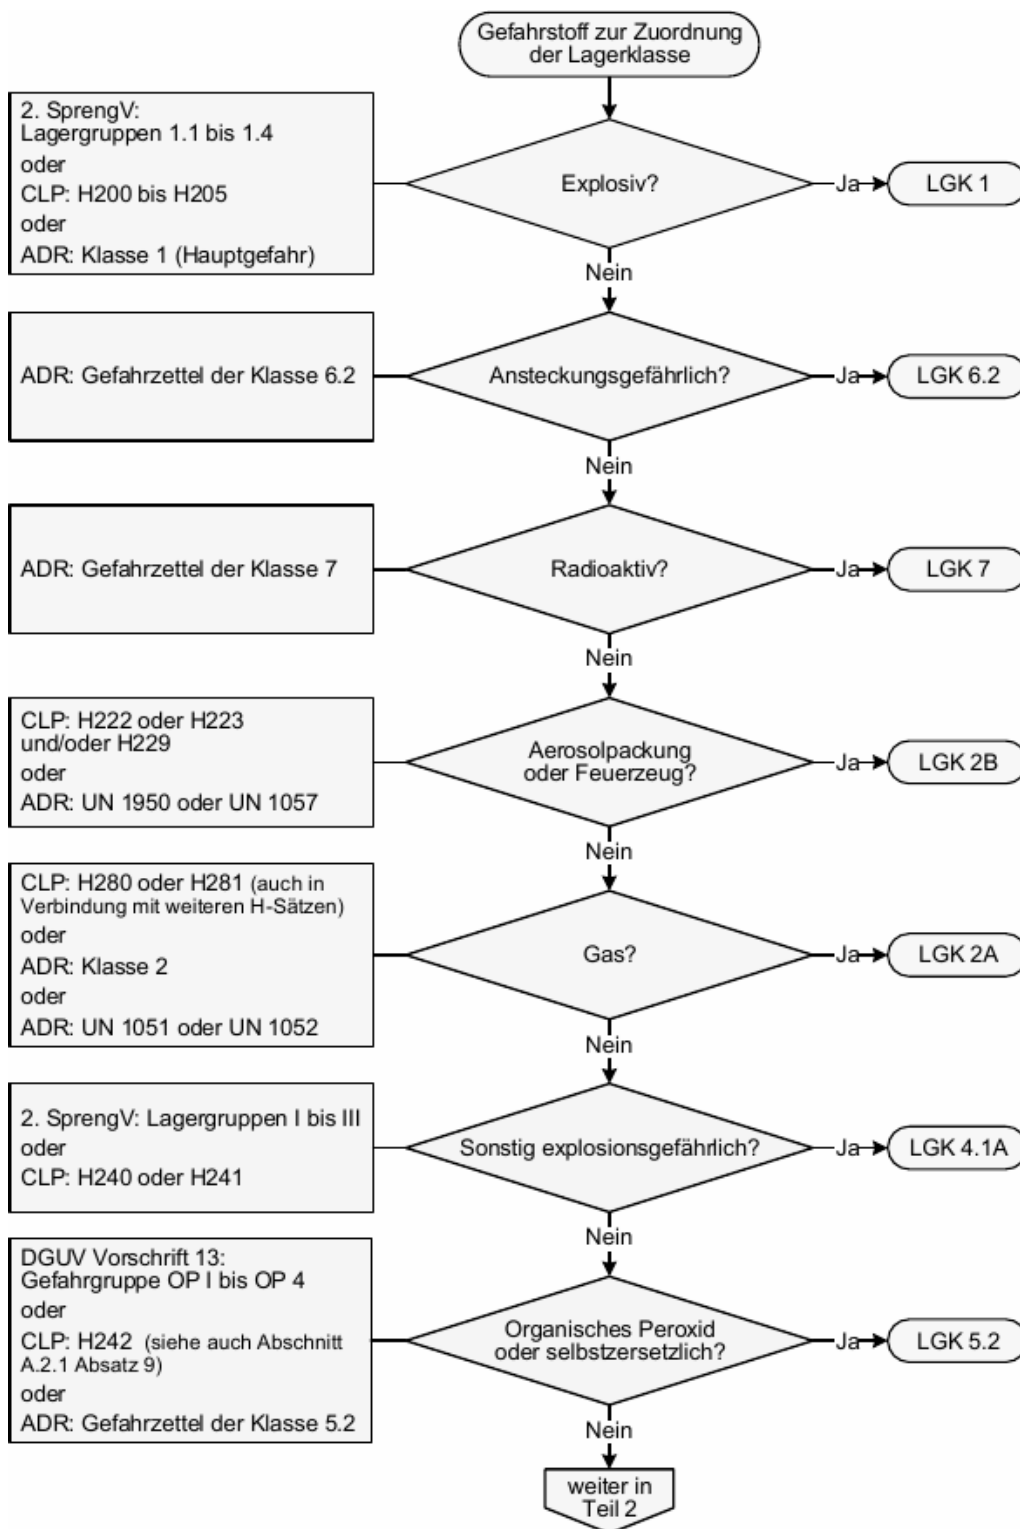 Gefahrstoff zur Zuordnung
der Lagerklasse
2. SprengV:
Lagergruppen 1.1 bis 1.4
oder
CLP: H200 bis H205
oder
ADR: Klasse 1 (Hauptgefahr)
Explosiv?
Ja
LGK 1
Nein
ADR: Gefahrzettel der Klasse 6.2
Ansteckungsgefährlich?
Ja
LGK 6.2
Nein
ADR: Gefahrzettel der Klasse 7
Radioaktiv?
Ja
LGK 7
Nein
CLP: H222 oder H223
und/oder H229
oder
ADR: UN 1950 oder UN 1057
Aerosolpackung
oder Feuerzeug?
Ja
LGK 2B
Nein
CLP: H280 oder H281 (auch in
Verbindung mit weiteren H-Sätzen)
oder
ADR: Klasse 2
oder
ADR: UN 1051 oder UN 1052
Gas?
Ja
LGK 2A
Nein
2. SprengV: Lagergruppen I bis III
oder
CLP: H240 oder H241
Sonstig explosionsgefährlich?
Ja
LGK 4.1A
Nein
DGUV Vorschrift 13:
Gefahrgruppe OP I bis OP 4
oder
CLP: H242 (siehe auch Abschnitt
A.2.1 Absatz 9)
oder
ADR: Gefahrzettel der Klasse 5.2
Organisches Peroxid
oder selbstzersetzlich?
Ja
LGK 5.2
Nein
weiter in
Teil 2